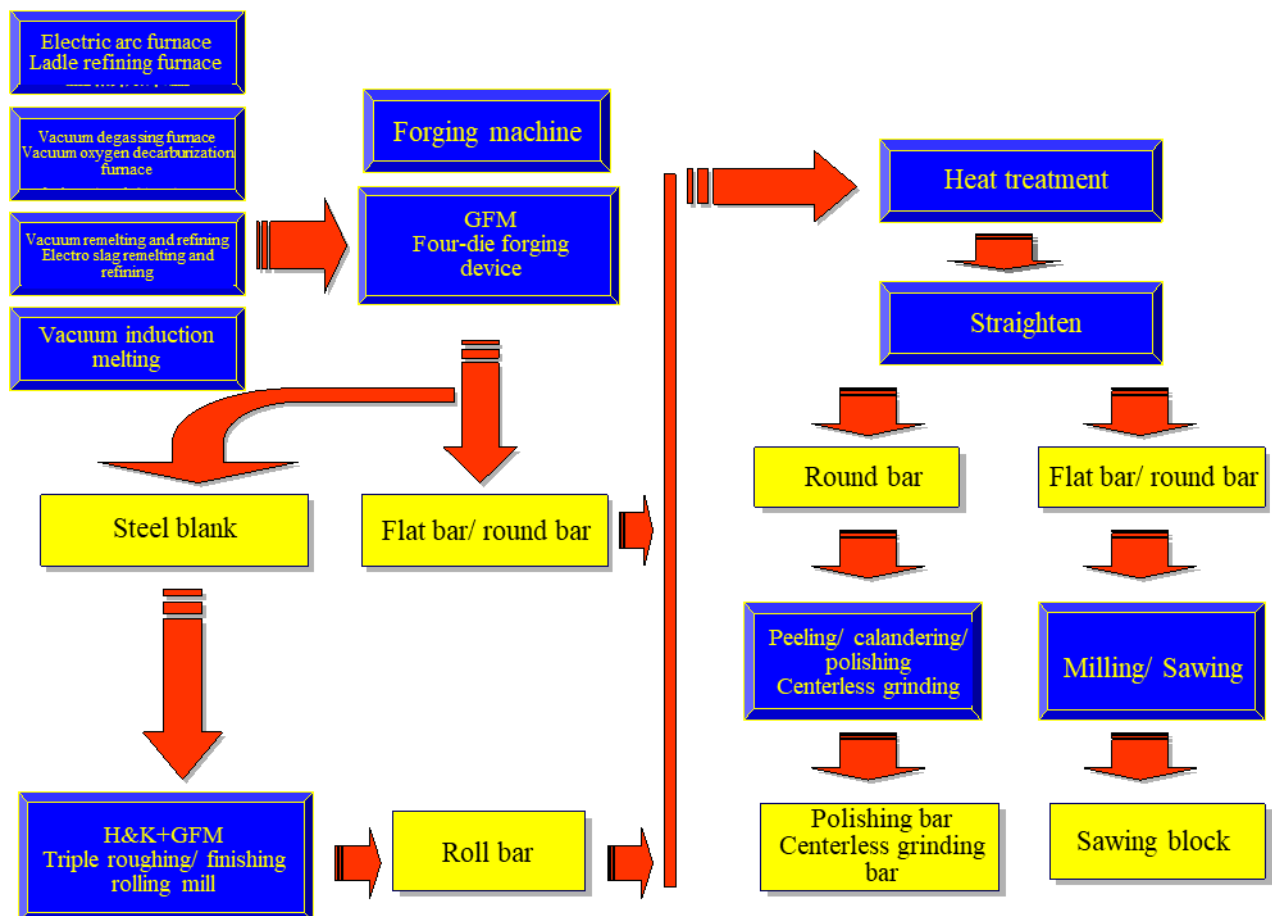 Electric arc furnace
Ladle refining furnace
Vacuum degassing furnace
Vacuum oxygen decarburization
furnace
Vacuum remelting and refining
Electro slag remelting and
refining
Vacuum induction
melting
Forging machine
GFM
Four-die forging
device
Steel blank
Flat bar/ round bar
H&K+GFM
Triple roughing/ finishing
rolling mill
Roll bar
Heat treatment
Straighten
Round bar
Flat bar/ round bar
Peeling/ calandering/
polishing
Centerless grinding
Milling/ Sawing
Polishing bar
Centerless grinding
bar
Sawing block